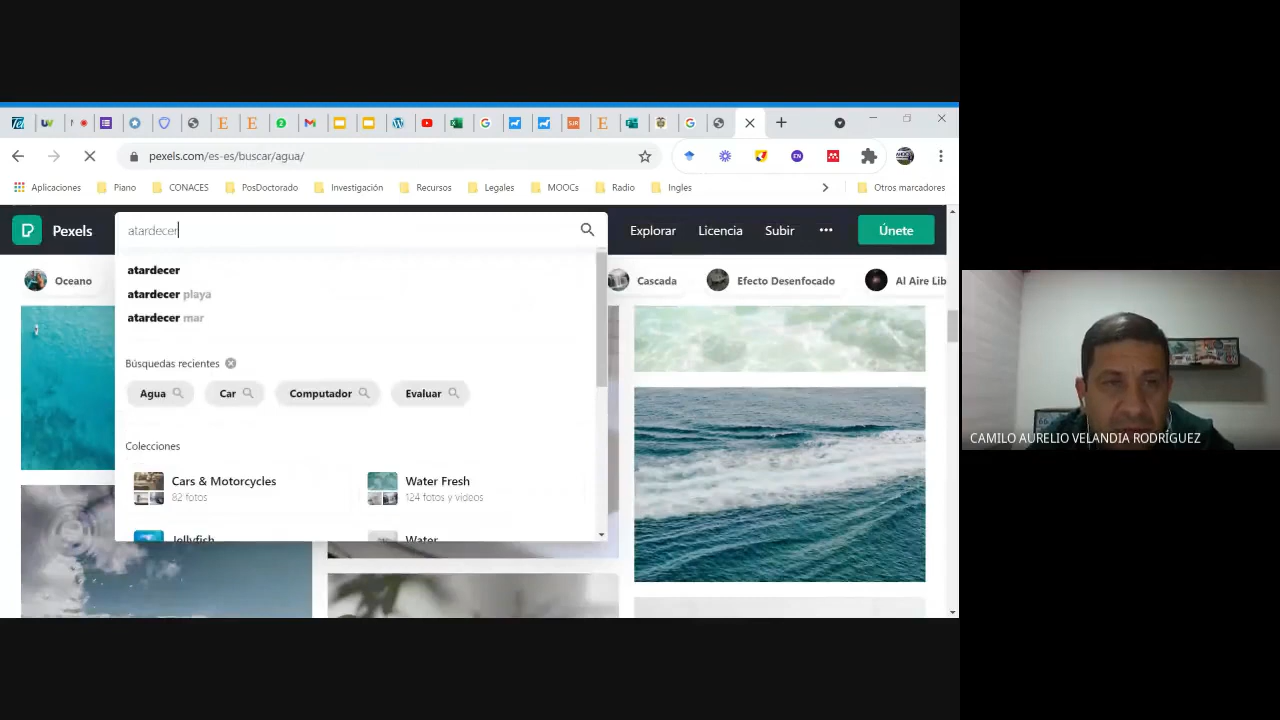 pexels.com/es-es/buscar/agua/
Aplicaciones Piano CONACES PosDoctorado Investigación Recursos Legales MOOCs Radio Ingles Otros marcadores
Pexels atardecer Explorar Licencia Subir Únete
Oceano Cascada Efecto Desenfocado Al Aire Lib
atardecer
atardecer playa
atardecer mar
Búsquedas recientes
Agua Car Computador Evaluar
Colecciones
Cars & Motorcycles Water Fresh
82 fotos 124 fotos y vídeos
Jellyfish Water
CAMILO AURELIO VELANDIA RODRÍGUEZ